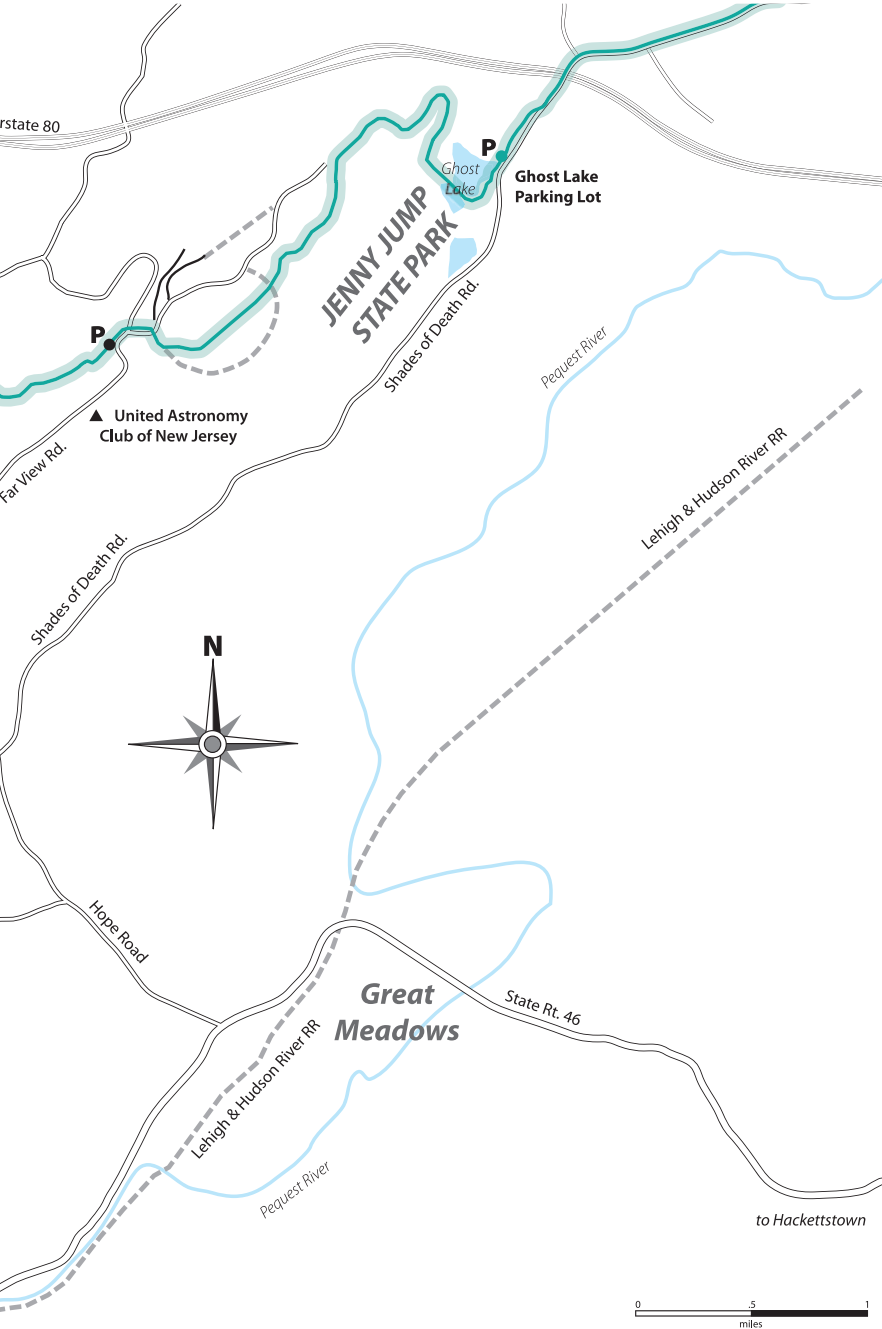 rstate 80
P
Ghost
Lake
Ghost Lake
Parking Lot
JENNY JUMP
STATE PARK
Shades of Death Rd.
P
Pequest River
United Astronomy
Club of New Jersey
Far View Rd.
Lehigh & Hudson River RR
Shades of Death Rd.
N
Hope Road
Great
Meadows
State Rt. 46
Lehigh & Hudson River RR
Pequest River
to Hackettstown
0 .5 1
miles